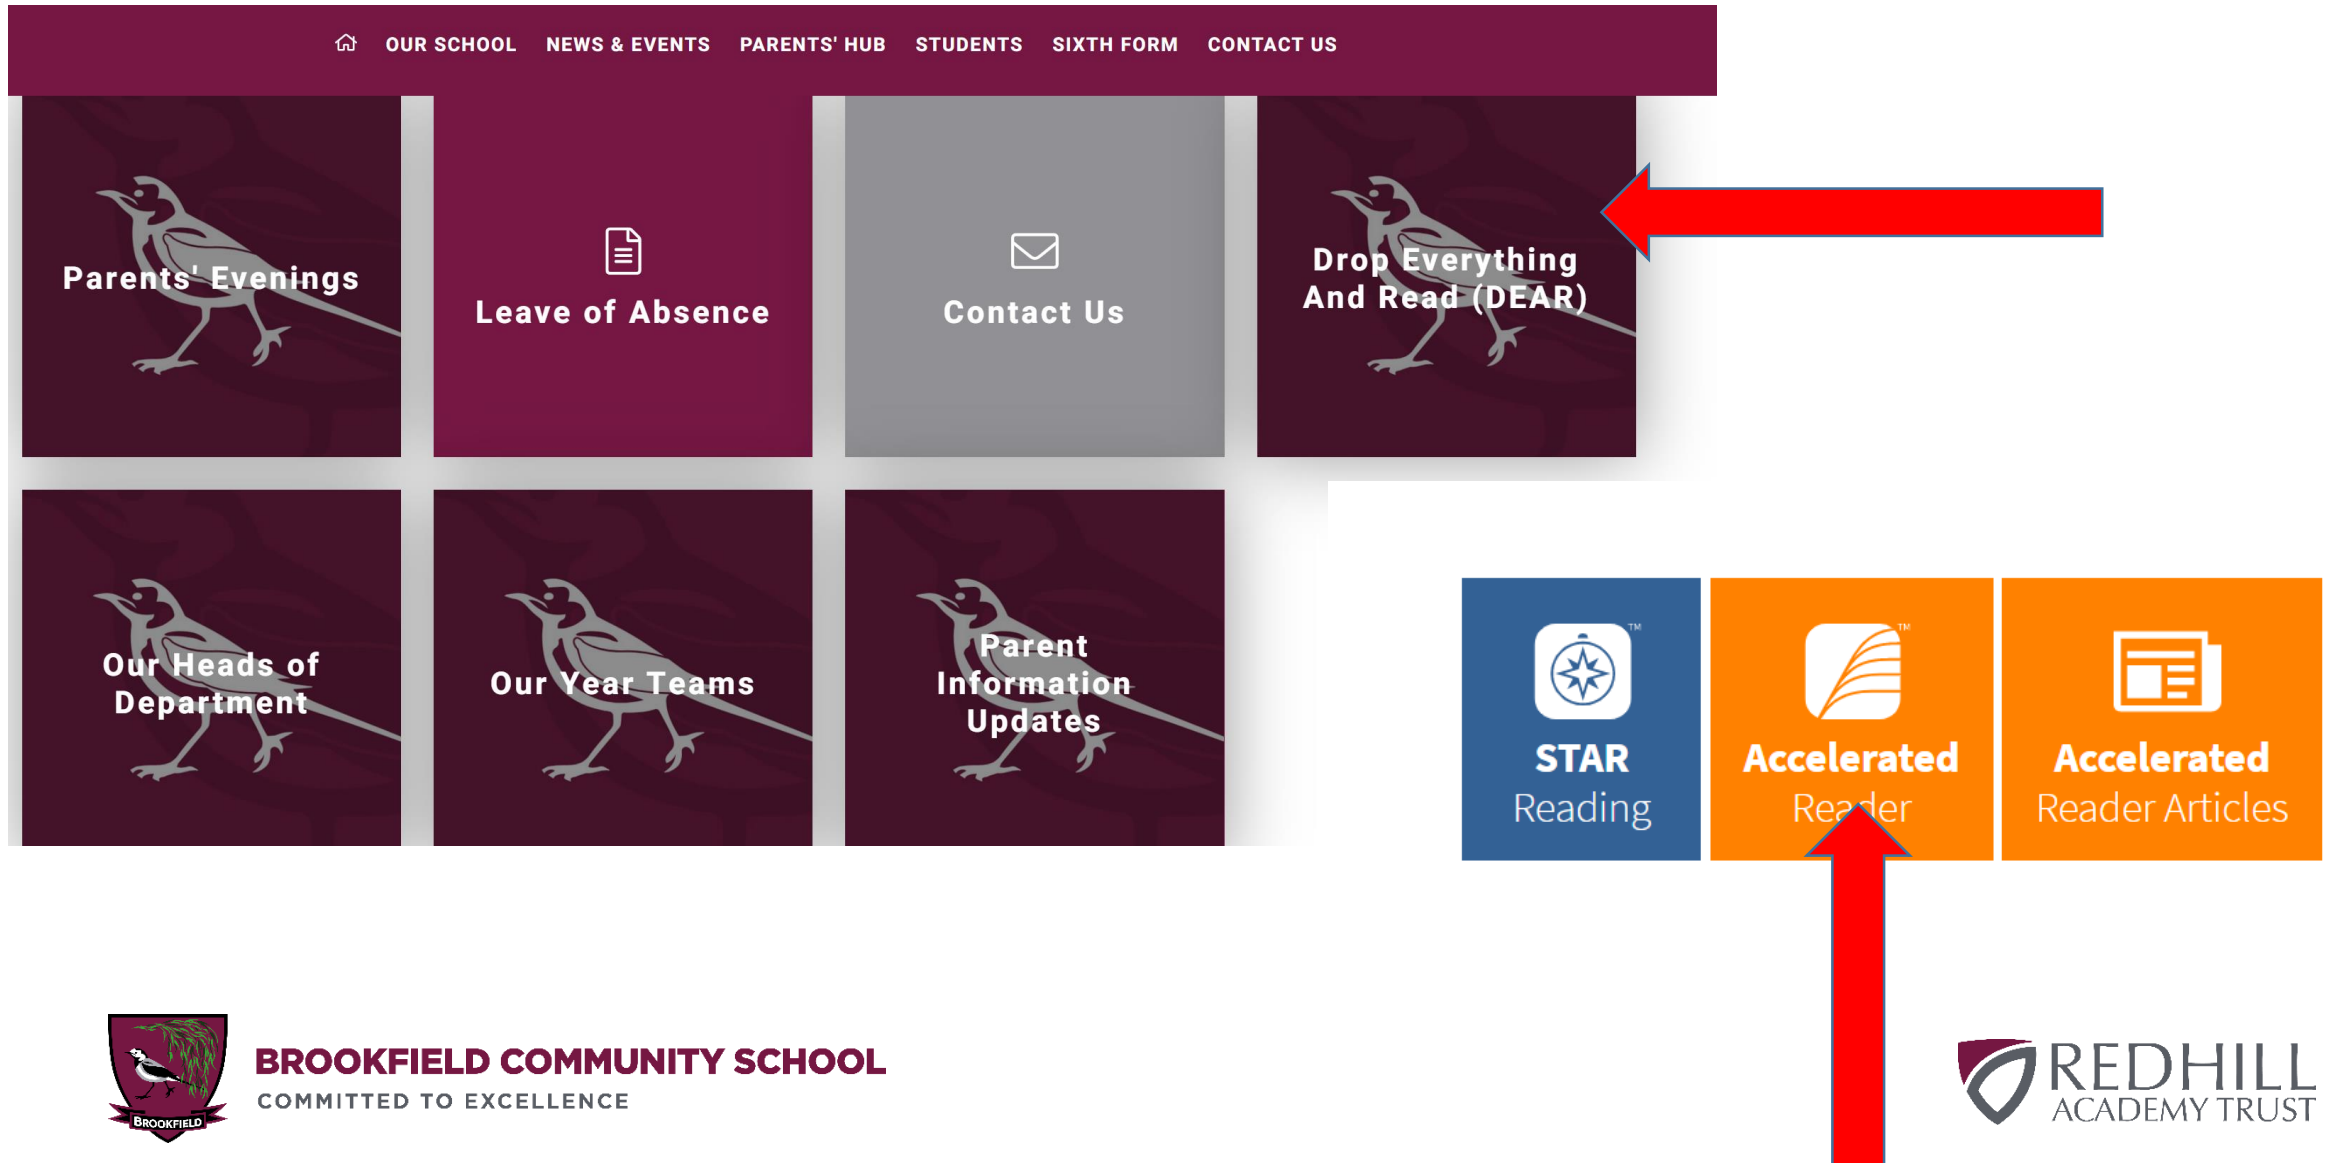 OUR SCHOOL NEWS & EVENTS PARENTS' HUB STUDENTS SIXTH FORM CONTACT US
Parents' Evenings
Leave of Absence
Contact Us
Drop Everything
And Read (DEAR)
Our Heads of
Department
Our Year Teams
Parent
Information
Updates
STAR
Reading
Accelerated
Reader
Accelerated
Reader Articles
TM
TM
BROOKFIELD
BROOKFIELD COMMUNITY SCHOOL
COMMITTED TO EXCELLENCE
REDHILL
ACADEMY TRUST